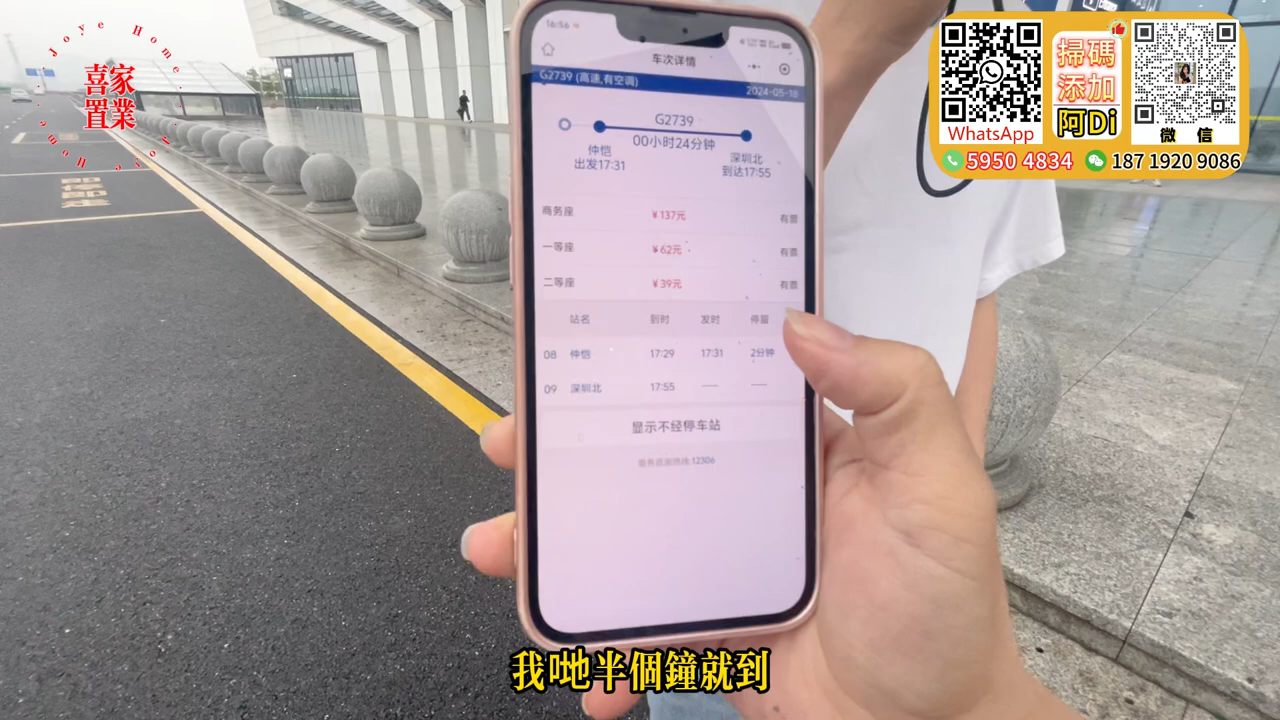 Joye Home
喜家
置業
WhatsApp
掃碼
添加
阿Di
微 信
5950 4834
187 1920 9086
16:56
车次详情
G2739 (高速,有空调)
2024-05-18
G2739
00小时24分钟
仲恺
出发17:31
深圳北
到达17:55
商务座 ¥137元 有票
一等座 ¥62元 有票
二等座 ¥39元 有票
站名 到时 发时 停留
08 仲恺 17:29 17:31 2分钟
09 深圳北 17:55 —— ——
显示不经停车站
12306
我哋半個鐘就到